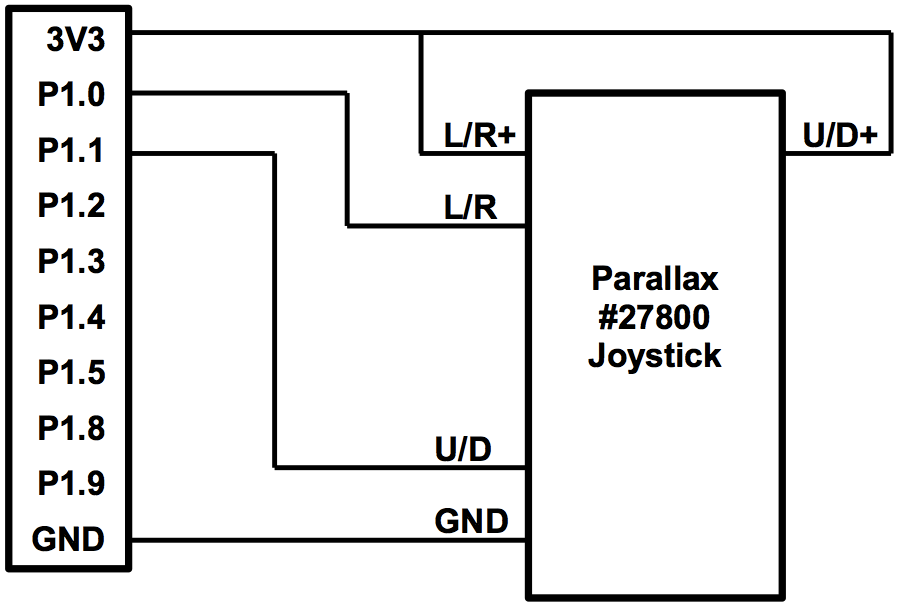 3V3
P1.0
P1.1
P1.2
P1.3
P1.4
P1.5
P1.8
P1.9
GND
L/R+
L/R
U/D
GND
Parallax
#27800
Joystick
U/D+